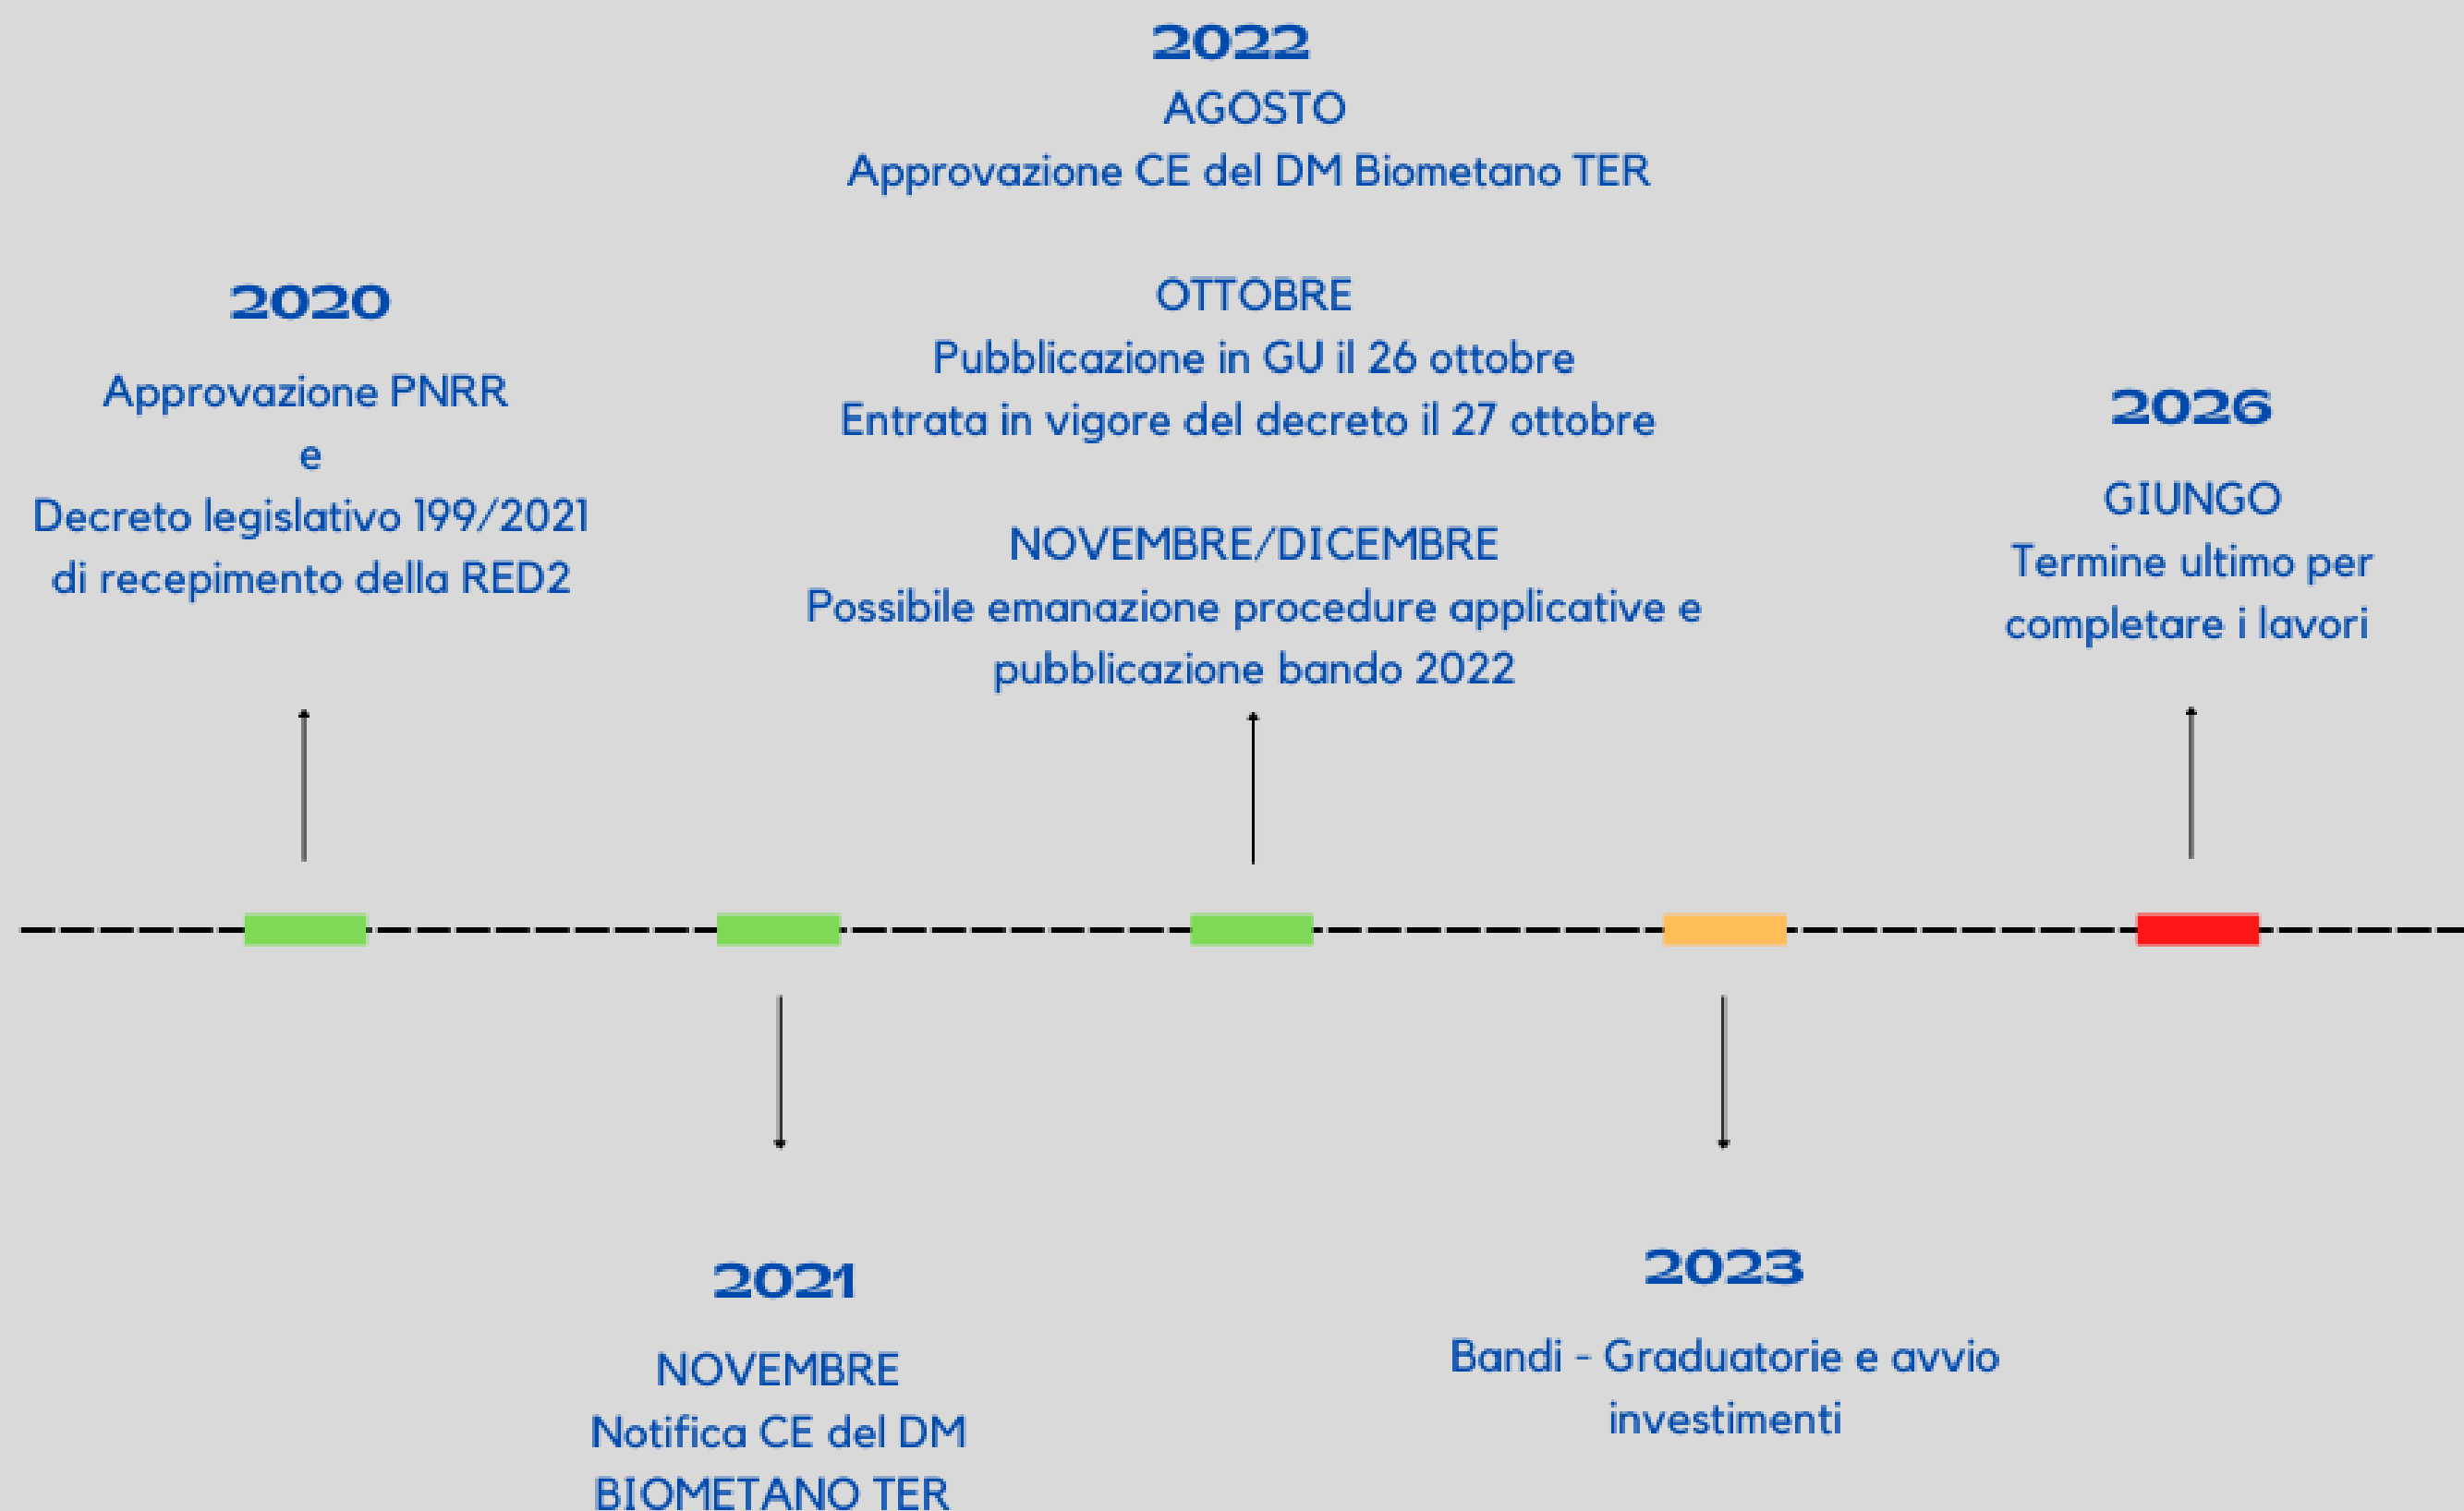 2020
Approvazione PNRR
e
Decreto legislativo 199/2021
di recepimento della RED2
2021
NOVEMBRE
Notifica CE del DM
BIOMETANO TER
2022
AGOSTO
Approvazione CE del DM Biometano TER
OTTOBRE
Pubblicazione in GU il 26 ottobre
Entrata in vigore del decreto il 27 ottobre
NOVEMBRE/DICEMBRE
Possibile emanazione procedure applicative e
pubblicazione bando 2022
2023
Bandi - Graduatorie e avvio
investimenti
2026
GIUNGO
Termine ultimo per
completare i lavori